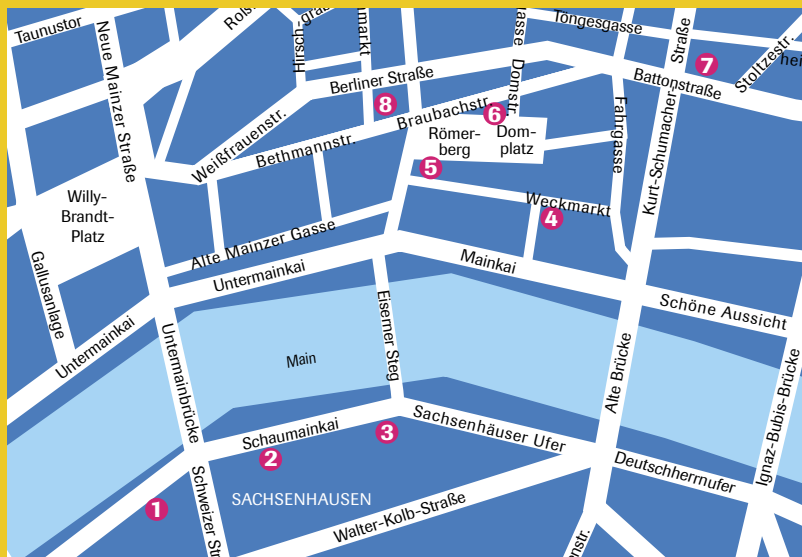 Taunustor
Neue Mainzer Straße
Hirsch-
Töngesgasse
Straße
7
Stoltzestr.
Berliner Straße
Domstr.
Battonstraße
8
Braubachstr.
6
Weißfrauenstr.
Bethmannstr.
Römer-
berg
Dom-
platz
Fahrgasse
Kurt-Schumacher-
5
Willy-
Brandt-
Platz
Weckmarkt
4
Alte Mainzer Gasse
Gallusanlage
Untermainkai
Mainkai
Schöne Aussicht
Untermainkai
Untermainbrücke
Main
Eiserner Steg
Alte Brücke
Ignaz-Bubis-Brücke
Schaumainkai
3
Sachsenhäuser Ufer
2
Deutschherrnufer
Schweizer Str
SACHSENHAUSEN
1
Walter-Kolb-Straße